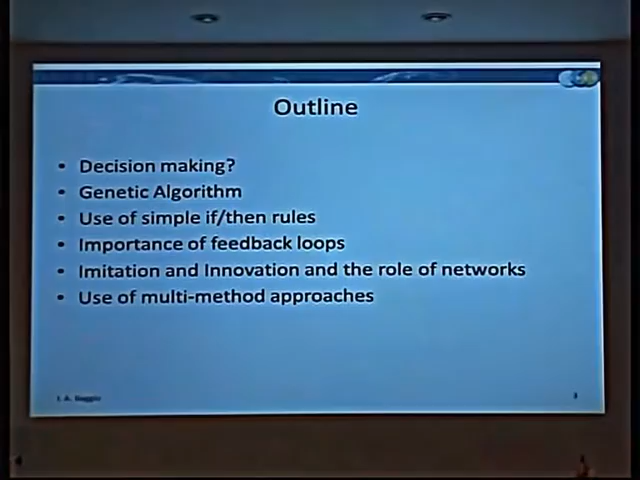 Outline
• Decision making?
• Genetic Algorithm
• Use of simple if/then rules
• Importance of feedback loops
• Imitation and Innovation and the role of networks
• Use of multi-method approaches